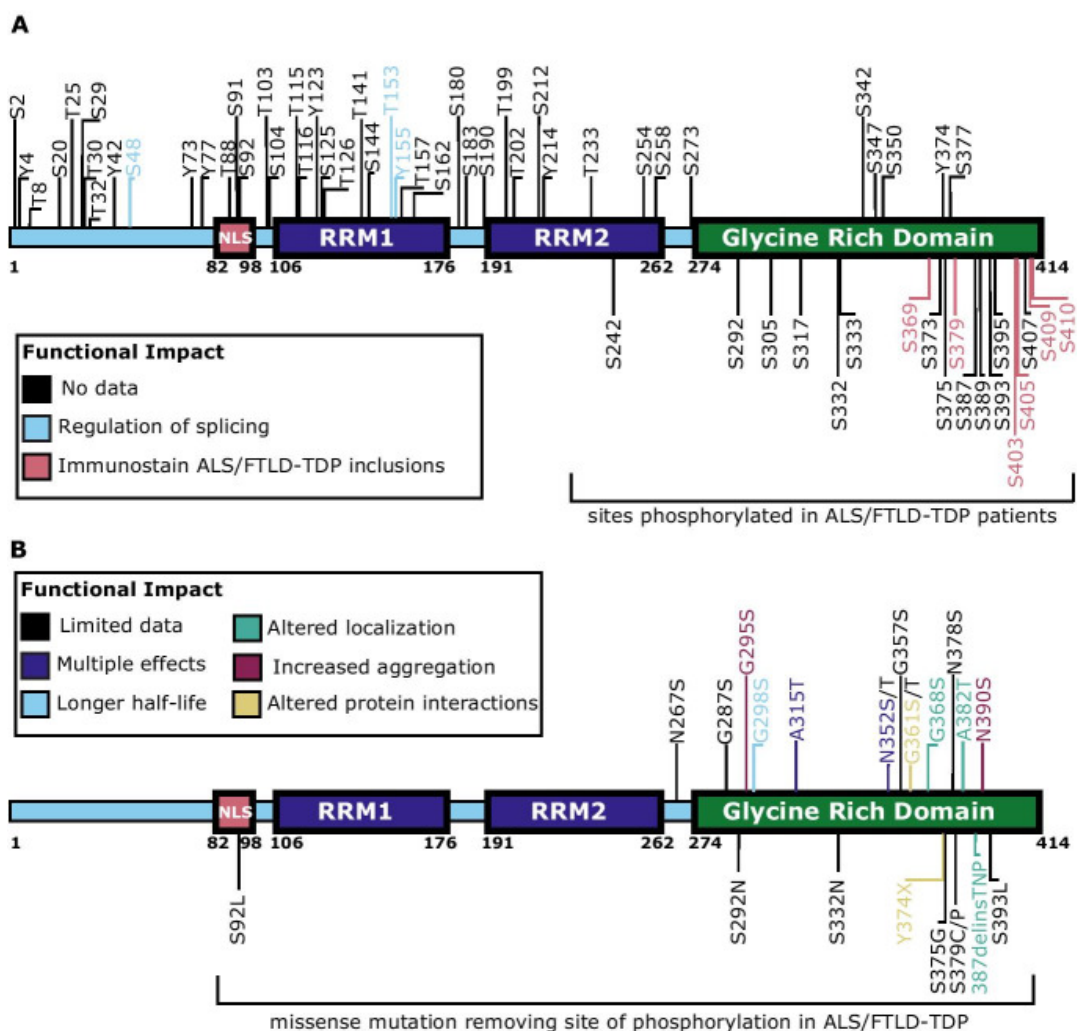 A
S2
Y4
T8
S20
T25
S29
T30
T32
Y42
S48
Y73
Y77
T88
S91
S92
T103
S104
T115
T116
Y123
S125
T126
T141
S144
T153
Y155
T157
S162
S180
S183
S190
T199
T202
S212
Y214
T233
S254
S258
S273
S342
S347
S350
Y374
S377
NLS RRM1 RRM2 Glycine Rich Domain
1 82 98 106 176 191 262 274 414
S242
S292
S305
S317
S332
S333
S369
S373
S375
S379
S387
S389
S393
S395
S403
S405
S407
S409
S410
Functional Impact
No data
Regulation of splicing
Immunostain ALS/FTLD-TDP inclusions
sites phosphorylated in ALS/FTLD-TDP patients
B
Functional Impact
Limited data
Multiple effects
Longer half-life
Altered localization
Increased aggregation
Altered protein interactions
N267S
G287S
G295S
G298S
A315T
N352S/T
G357S
G361S/T
G368S
N378S
A382T
N390S
NLS RRM1 RRM2 Glycine Rich Domain
1 82 98 106 176 191 262 274 414
S92L
S292N
S332N
Y374X
S375G
S379C/P
387delinsTNP
S393L
missense mutation removing site of phosphorylation in ALS/FTLD-TDP